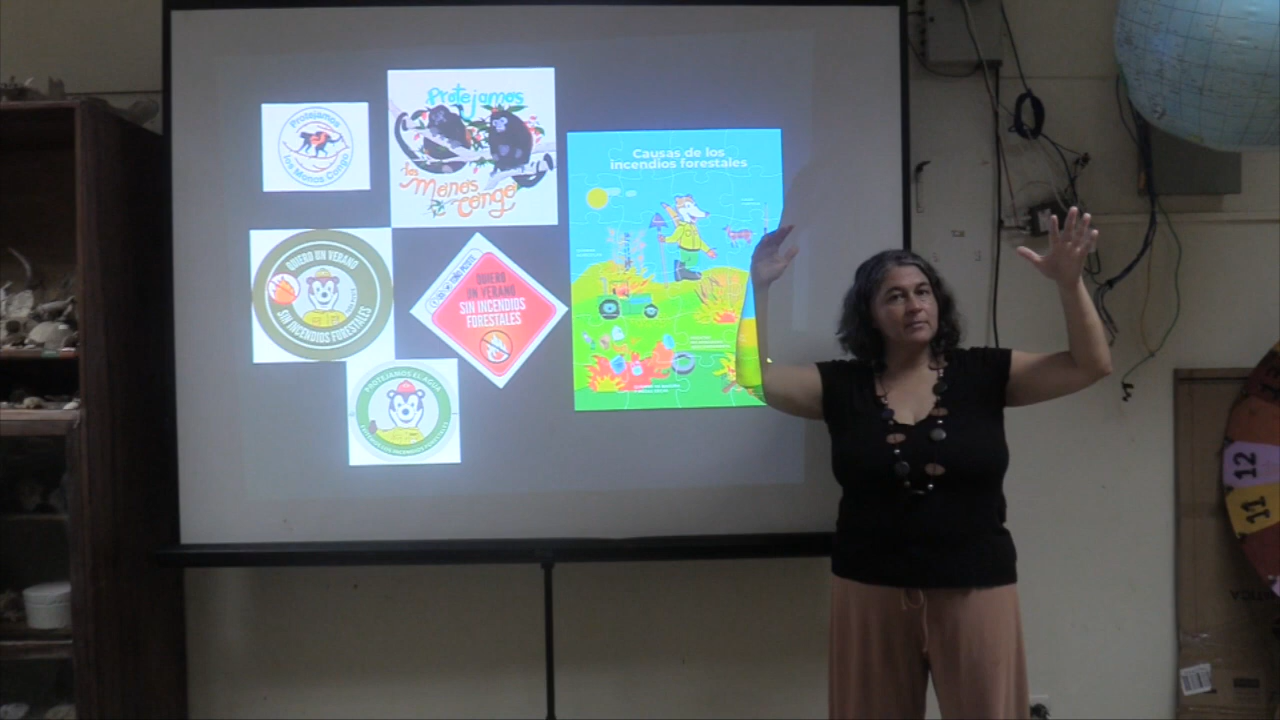 Protejamos
los Monos Congo
Protejamos
los
Monos
Congo
Causas de los
incendios forestales
QUIERO UN VERANO
SIN INCENDIOS FORESTALES
QUIERO
UN VERANO
SIN INCENDIOS
FORESTALES
PROTEJAMOS EL AGUA
12
11